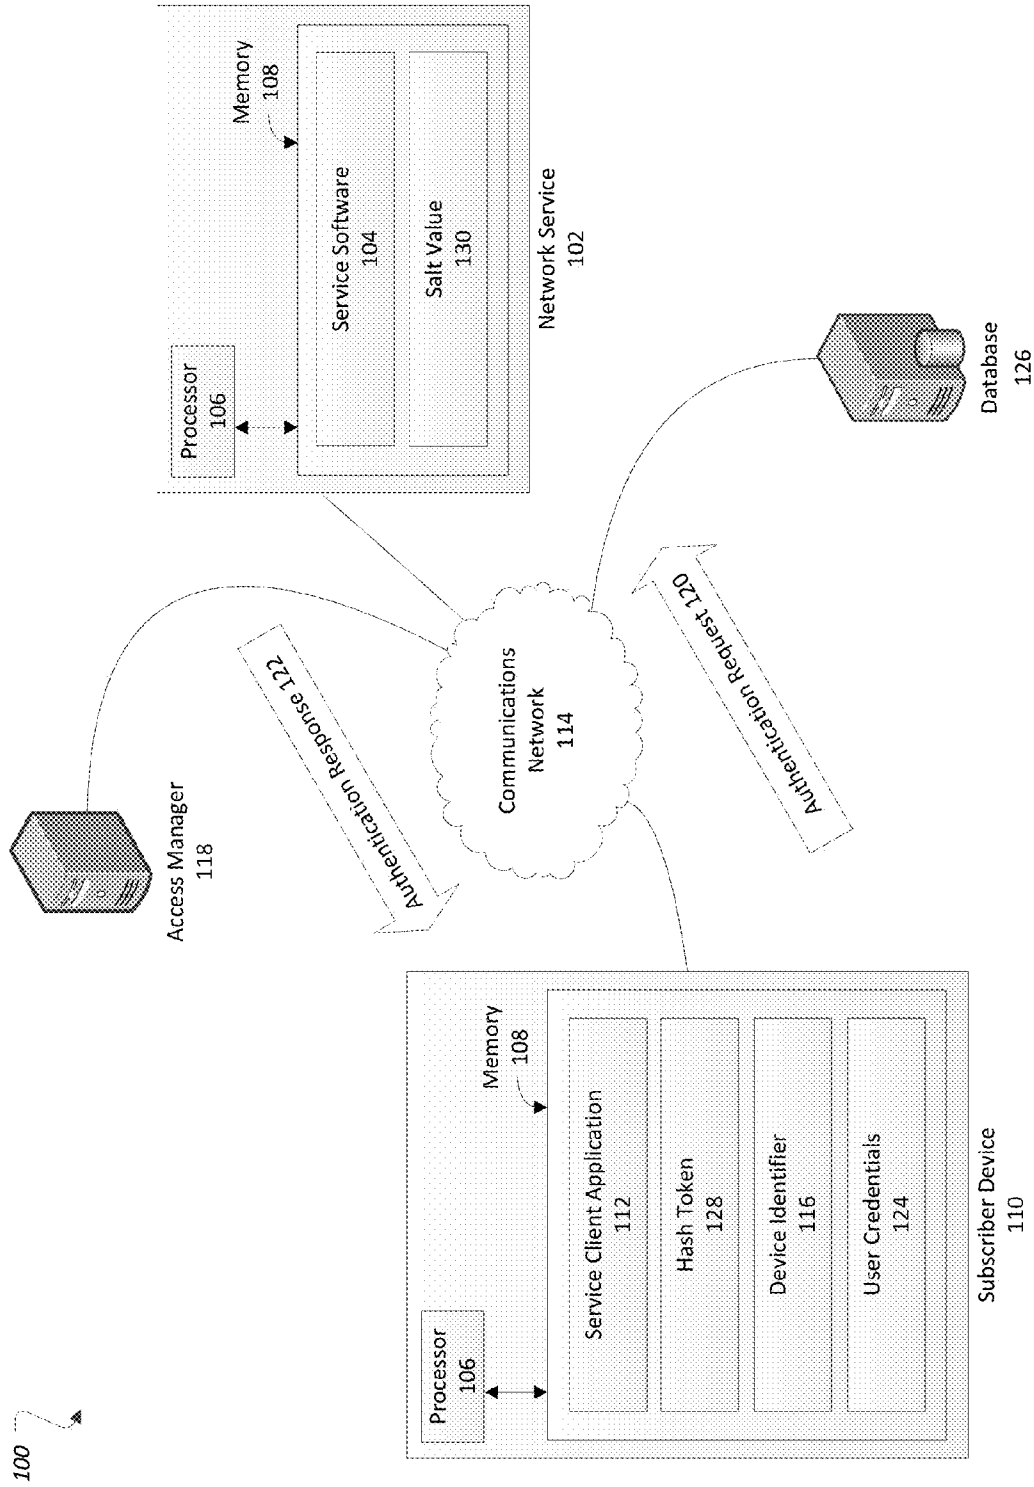 100
Access Manager
118
Processor
106
Memory
108
Service Software
104
Salt Value
130
Network Service
102
Authentication Response 122
Communications
Network
114
Authentication Request 120
Database
126
Processor
106
Memory
108
Service Client Application
112
Hash Token
128
Device Identifier
116
User Credentials
124
Subscriber Device
110